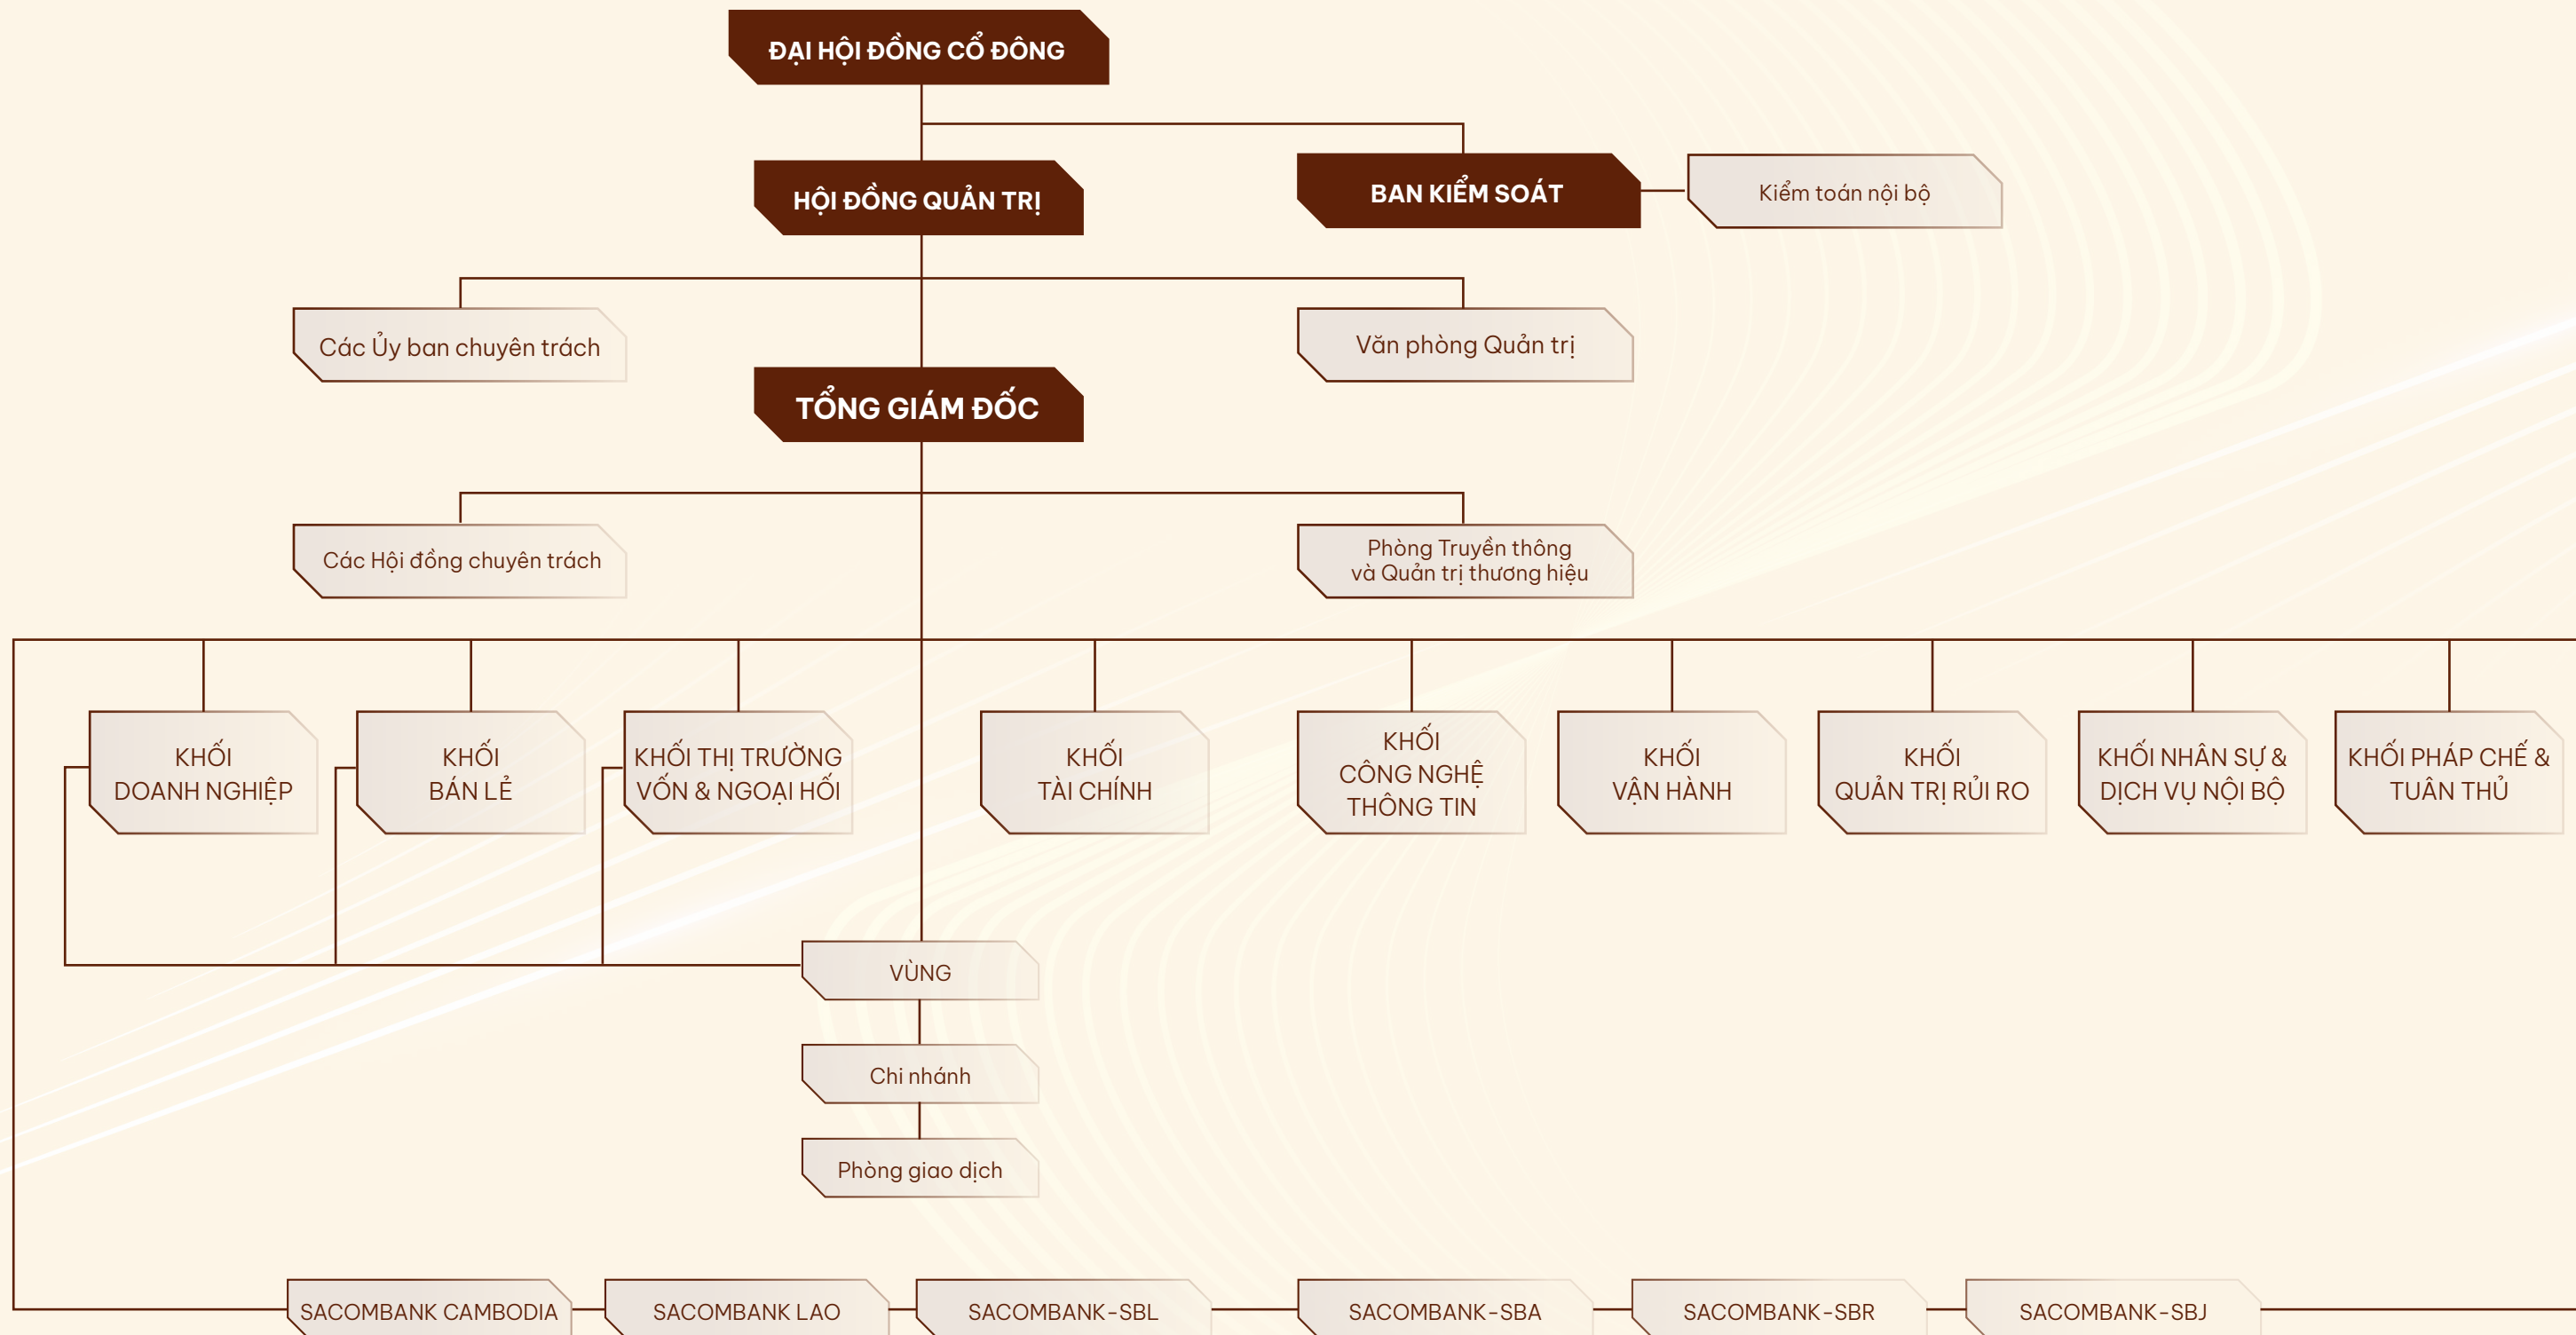 ĐẠI HỘI ĐỒNG CỔ ĐÔNG
HỘI ĐỒNG QUẢN TRỊ
BAN KIỂM SOÁT
Kiểm toán nội bộ
Các Ủy ban chuyên trách
Văn phòng Quản trị
TỔNG GIÁM ĐỐC
Các Hội đồng chuyên trách
Phòng Truyền thông
và Quản trị thương hiệu
KHỐI
DOANH NGHIỆP
KHỐI
BÁN LẺ
KHỐI THỊ TRƯỜNG
VỐN & NGOẠI HỐI
KHỐI
TÀI CHÍNH
KHỐI
CÔNG NGHỆ
THÔNG TIN
KHỐI
VẬN HÀNH
KHỐI
QUẢN TRỊ RỦI RO
KHỐI NHÂN SỰ &
DỊCH VỤ NỘI BỘ
KHỐI PHÁP CHẾ &
TUÂN THỦ
VÙNG
Chi nhánh
Phòng giao dịch
SACOMBANK CAMBODIA
SACOMBANK LAO
SACOMBANK-SBL
SACOMBANK-SBA
SACOMBANK-SBR
SACOMBANK-SBJ